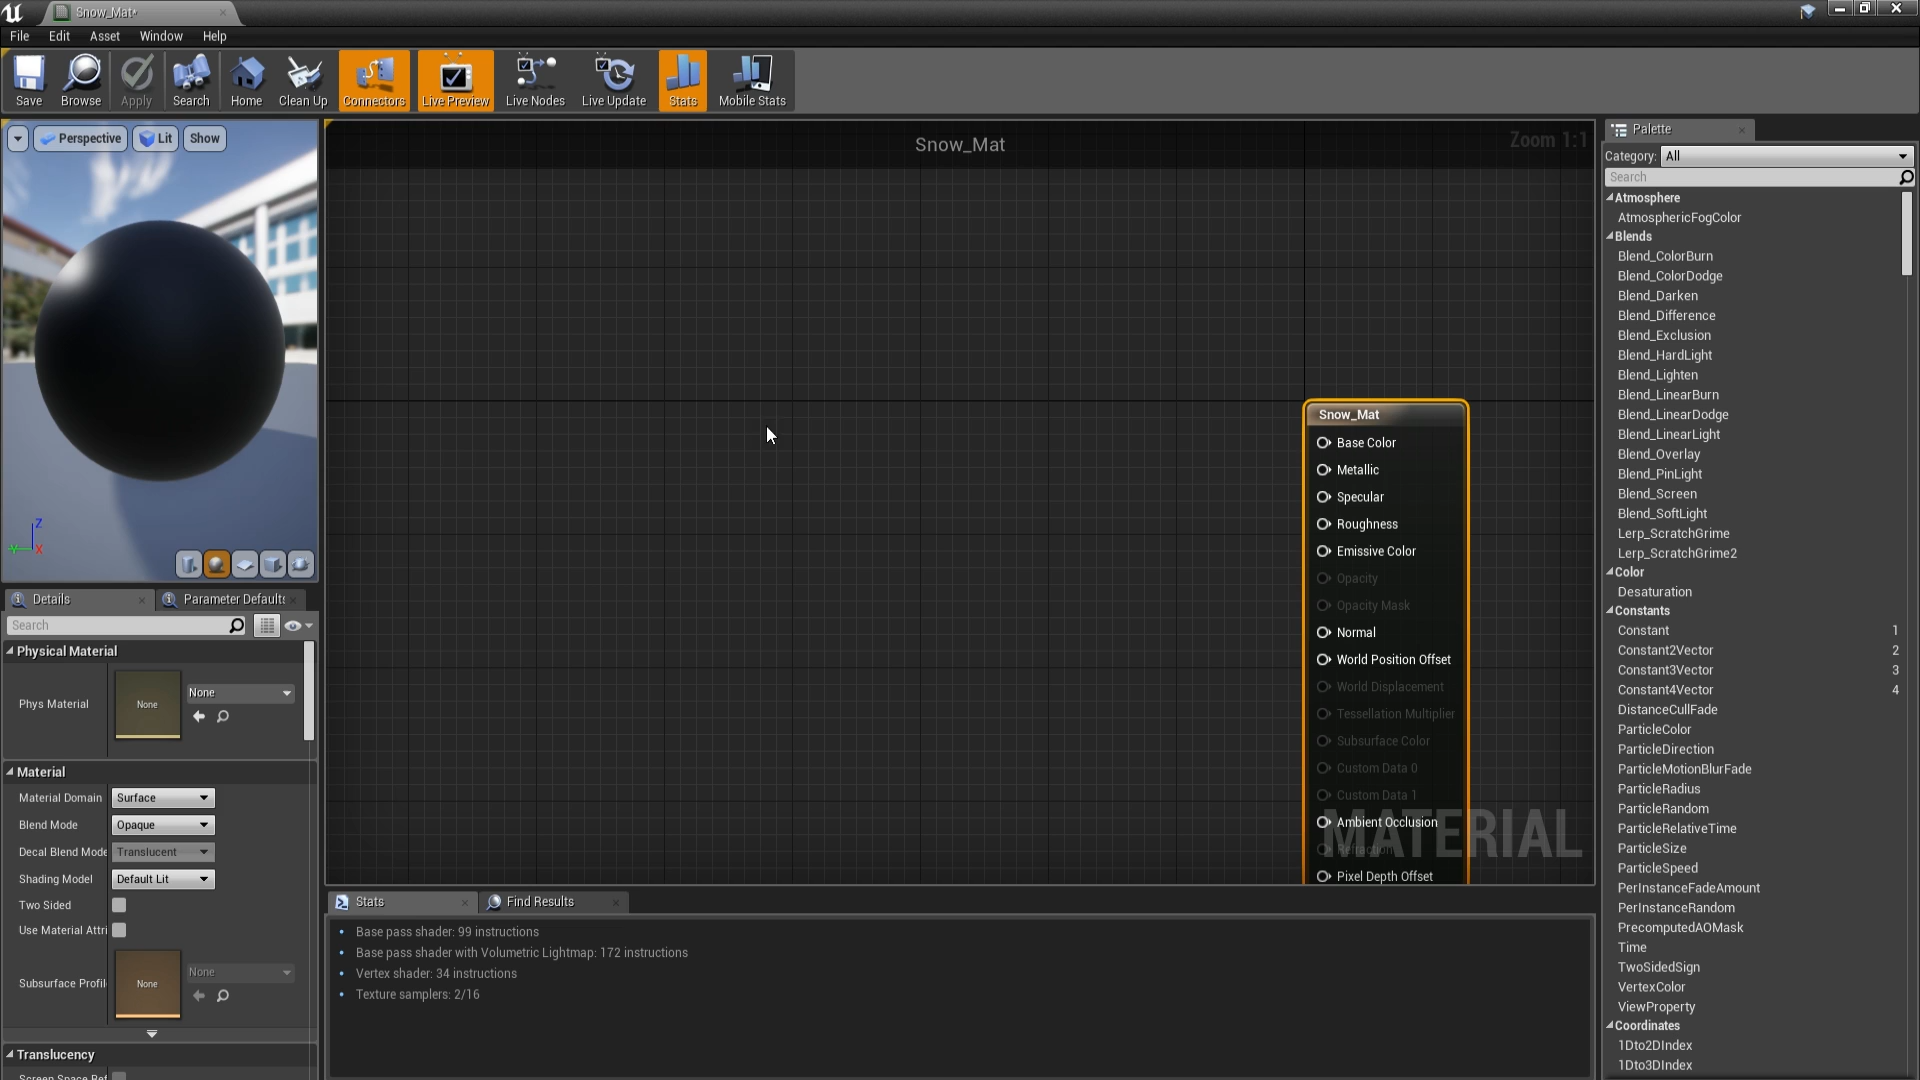 Snow_Mat*
File Edit Asset Window Help
Save Browse Apply Search Home Clean Up Connectors Live Preview Live Nodes Live Update Stats Mobile Stats
Perspective Lit Show
Z
Y X
Details
Parameter Defaults
Search
Physical Material
Phys Material
None
None
Material
Material Domain Surface
Blend Mode Opaque
Decal Blend Mode Translucent
Shading Model Default Lit
Two Sided
Use Material Attri
Subsurface Profil
None
None
Translucency
Snow_Mat
Zoom 1:1
Snow_Mat
Base Color
Metallic
Specular
Roughness
Emissive Color
Opacity
Opacity Mask
Normal
World Position Offset
World Displacement
Tessellation Multiplier
Subsurface Color
Custom Data 0
Custom Data 1
Ambient Occlusion
Refraction
Pixel Depth Offset
MATERIAL
Stats
Find Results
Base pass shader: 99 instructions
Base pass shader with Volumetric Lightmap: 172 instructions
Vertex shader: 34 instructions
Texture samplers: 2/16
Palette
Category: All
Search
Atmosphere
AtmosphericFogColor
Blends
Blend_ColorBurn
Blend_ColorDodge
Blend_Darken
Blend_Difference
Blend_Exclusion
Blend_HardLight
Blend_Lighten
Blend_LinearBurn
Blend_LinearDodge
Blend_LinearLight
Blend_Overlay
Blend_PinLight
Blend_Screen
Blend_SoftLight
Lerp_ScratchGrime
Lerp_ScratchGrime2
Color
Desaturation
Constants
Constant 1
Constant2Vector 2
Constant3Vector 3
Constant4Vector 4
DistanceCullFade
ParticleColor
ParticleDirection
ParticleMotionBlurFade
ParticleRadius
ParticleRandom
ParticleRelativeTime
ParticleSize
ParticleSpeed
PerInstanceFadeAmount
PerInstanceRandom
PrecomputedAOMask
Time
TwoSidedSign
VertexColor
ViewProperty
Coordinates
1Dto2DIndex
1Dto3DIndex